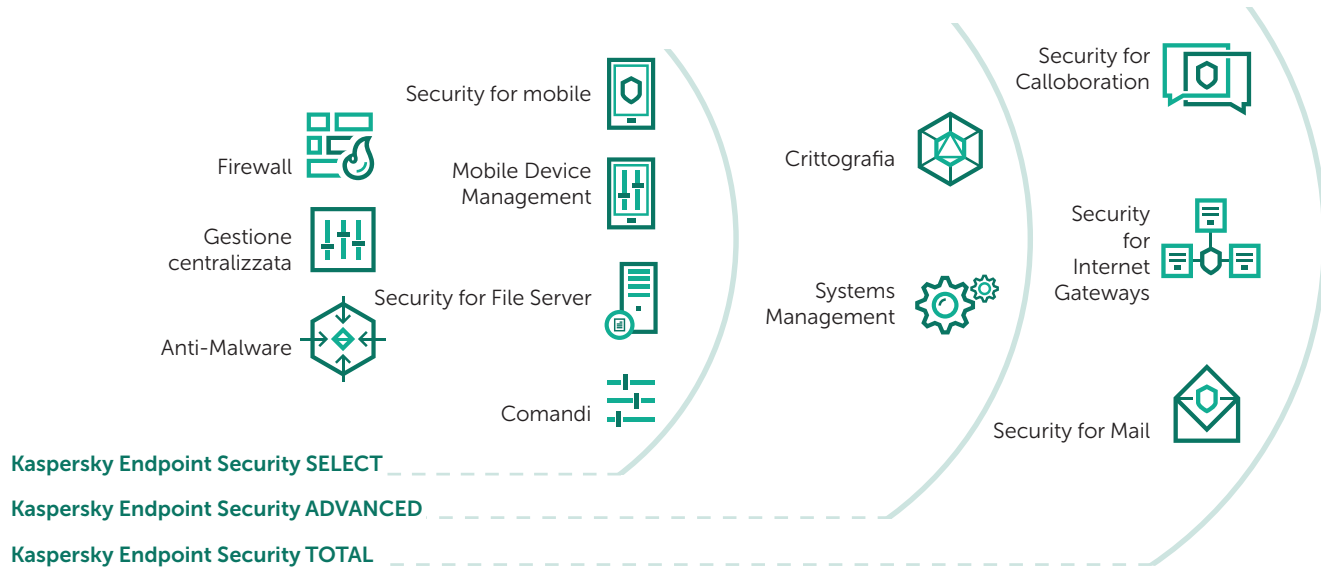 Firewall
Gestione
centralizzata
Anti-Malware
Security for mobile
Mobile Device
Management
Security for File Server
Comandi
Crittografia
Systems
Management
Security for
Calloboration
Security
for
Internet
Gateways
Security for Mail
Kaspersky Endpoint Security SELECT
Kaspersky Endpoint Security ADVANCED
Kaspersky Endpoint Security TOTAL